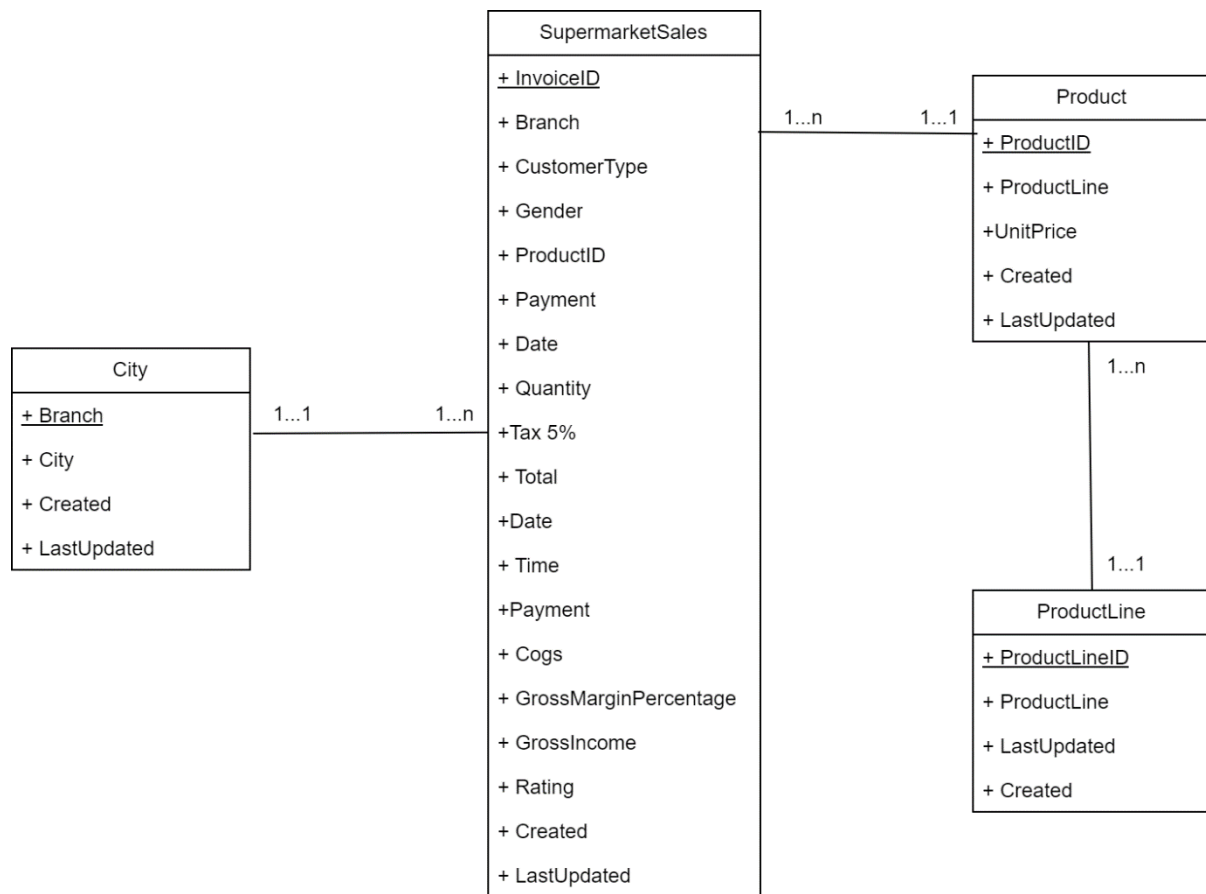 SupermarketSales
+ InvoiceID
+ Branch
+ CustomerType
+ Gender
+ ProductID
+ Payment
+ Date
+ Quantity
+Tax 5%
+ Total
+Date
+ Time
+Payment
+ Cogs
+ GrossMarginPercentage
+ GrossIncome
+ Rating
+ Created
+ LastUpdated
1...n
1...1
Product
+ ProductID
+ ProductLine
+UnitPrice
+ Created
+ LastUpdated
City
+ Branch
+ City
+ Created
+ LastUpdated
1...1
1...n
1...n
1...1
ProductLine
+ ProductLineID
+ ProductLine
+ LastUpdated
+ Created